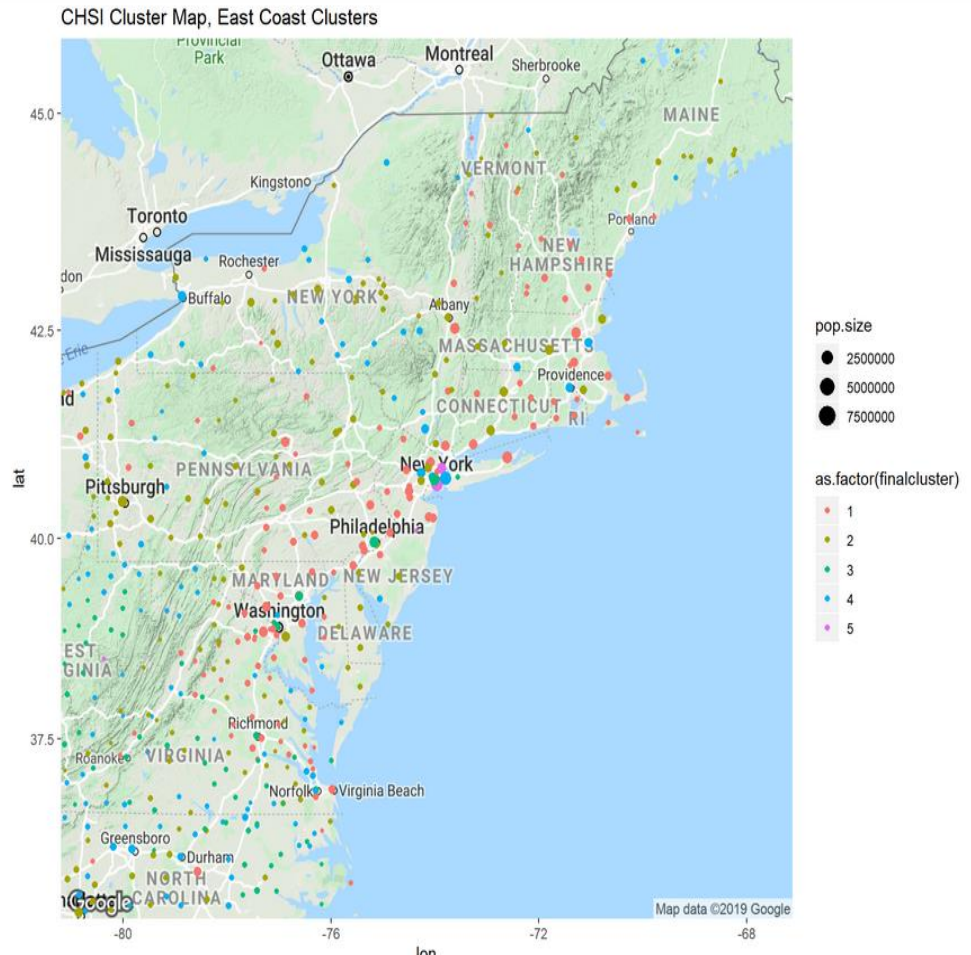 CHSI Cluster Map, East Coast Clusters
Provincial
Park
Ottawa
Montreal
Sherbrooke
45.0
MAINE
VERMONT
Kingston
Toronto
Portland
Mississauga
NEW
HAMPSHIRE
Rochester
don
NEW YORK
Buffalo
Albany
42.5
Erie
MASSACHUSETTS
Providence
CONNECTICUT
RI
PENNSYLVANIA
New York
Pittsburgh
lat
Philadelphia
40.0
MARYLAND
NEW JERSEY
Washington
DELAWARE
EST
GINIA
Richmond
37.5
Roanoke
VIRGINIA
Norfolk
Virginia Beach
Greensboro
Durham
NORTH
CAROLINA
Google
Map data ©2019 Google
-80
-76
-72
-68
lon
pop.size
2500000
5000000
7500000
as.factor(finalcluster)
1
2
3
4
5